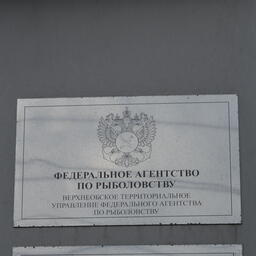 ФЕДЕРАЛЬНОЕ АГЕНТСТВО
ПО РЫБОЛОВСТВУ
ВЕРХНЕОБСКОЕ ТЕРРИТОРИАЛЬНОЕ
УПРАВЛЕНИЕ ФЕДЕРАЛЬНОГО АГЕНТСТВА
ПО РЫБОЛОВСТВУ